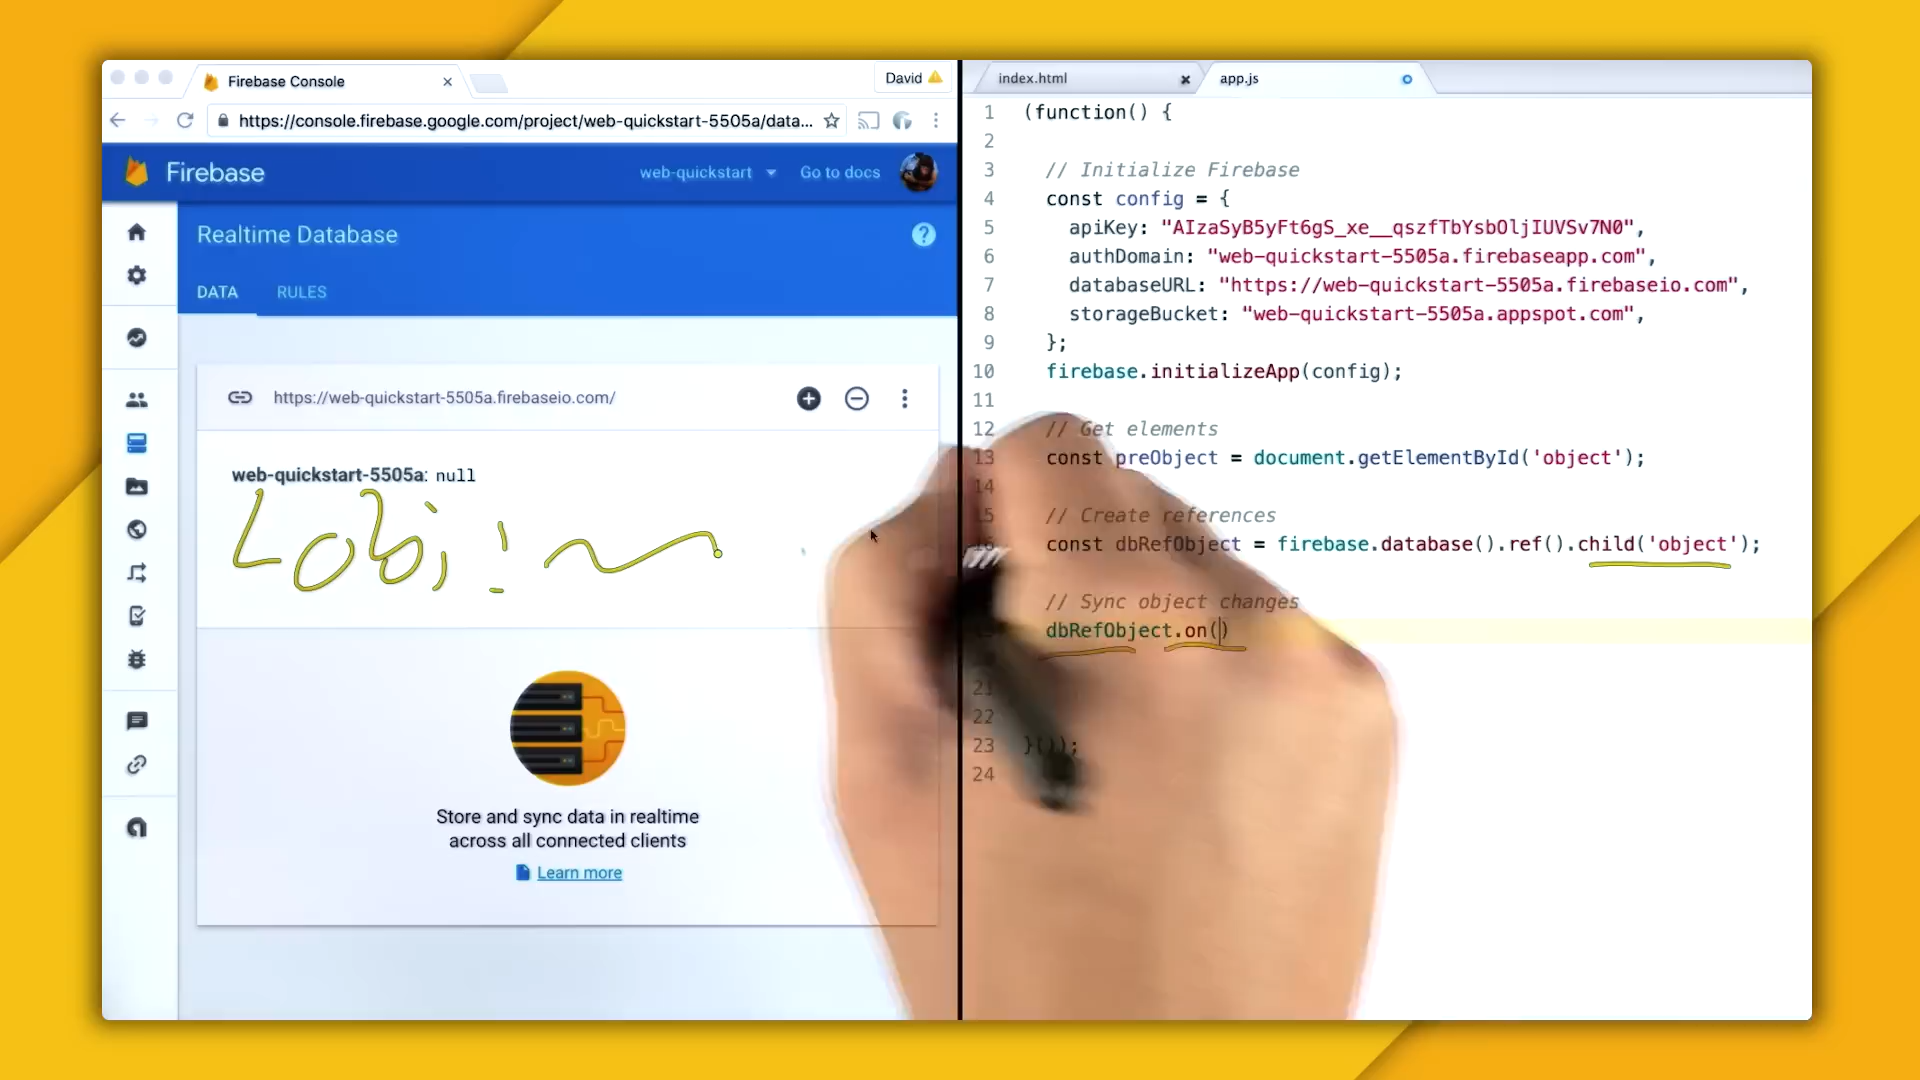 Firebase Console
David
https://console.firebase.google.com/project/web-quickstart-5505a/data...
Firebase
web-quickstart
Go to docs
Realtime Database
DATA
RULES
https://web-quickstart-5505a.firebaseio.com/
web-quickstart-5505a: null
Store and sync data in realtime
across all connected clients
Learn more
index.html
app.js
1 (function() {
2
3 // Initialize Firebase
4 const config = {
5 apiKey: "AIzaSyB5yFt6gS_xe__qszfTbYsbOljIUVSv7N0",
6 authDomain: "web-quickstart-5505a.firebaseapp.com",
7 databaseURL: "https://web-quickstart-5505a.firebaseio.com",
8 storageBucket: "web-quickstart-5505a.appspot.com",
9 };
10 firebase.initializeApp(config);
11
12 // Get elements
13 const preObject = document.getElementById('object');
14
15 // Create references
16 const dbRefObject = firebase.database().ref().child('object');
// Sync object changes
dbRefObject.on()
21
22
23 }());
24